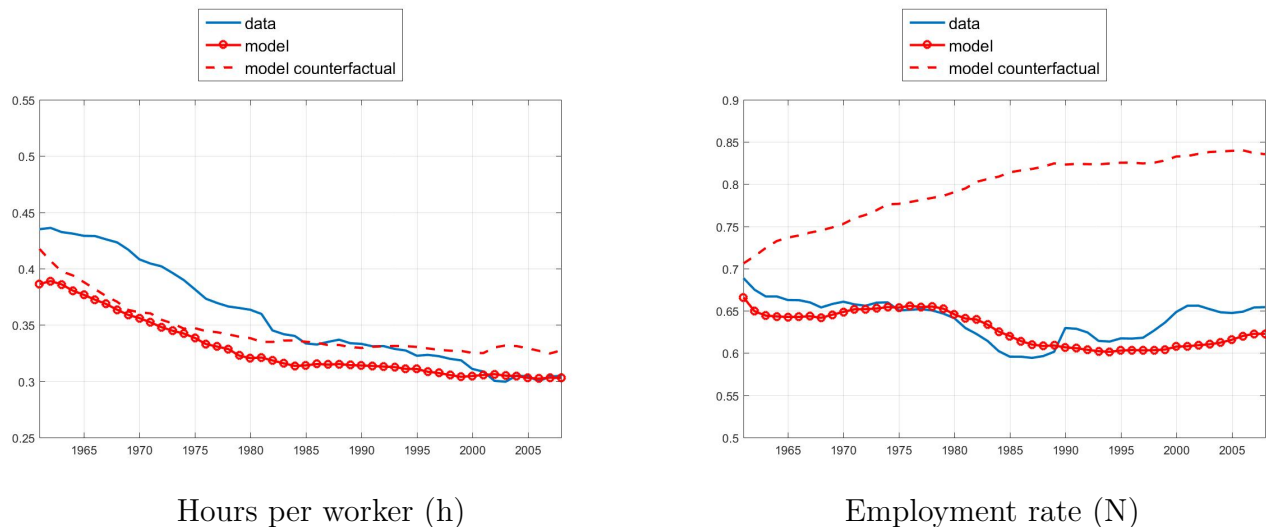 data
model
model counterfactual
0.55
0.5
0.45
0.4
0.35
0.3
0.25
1965 1970 1975 1980 1985 1990 1995 2000 2005
Hours per worker (h)
data
model
model counterfactual
0.9
0.85
0.8
0.75
0.7
0.65
0.6
0.55
0.5
1965 1970 1975 1980 1985 1990 1995 2000 2005
Employment rate (N)